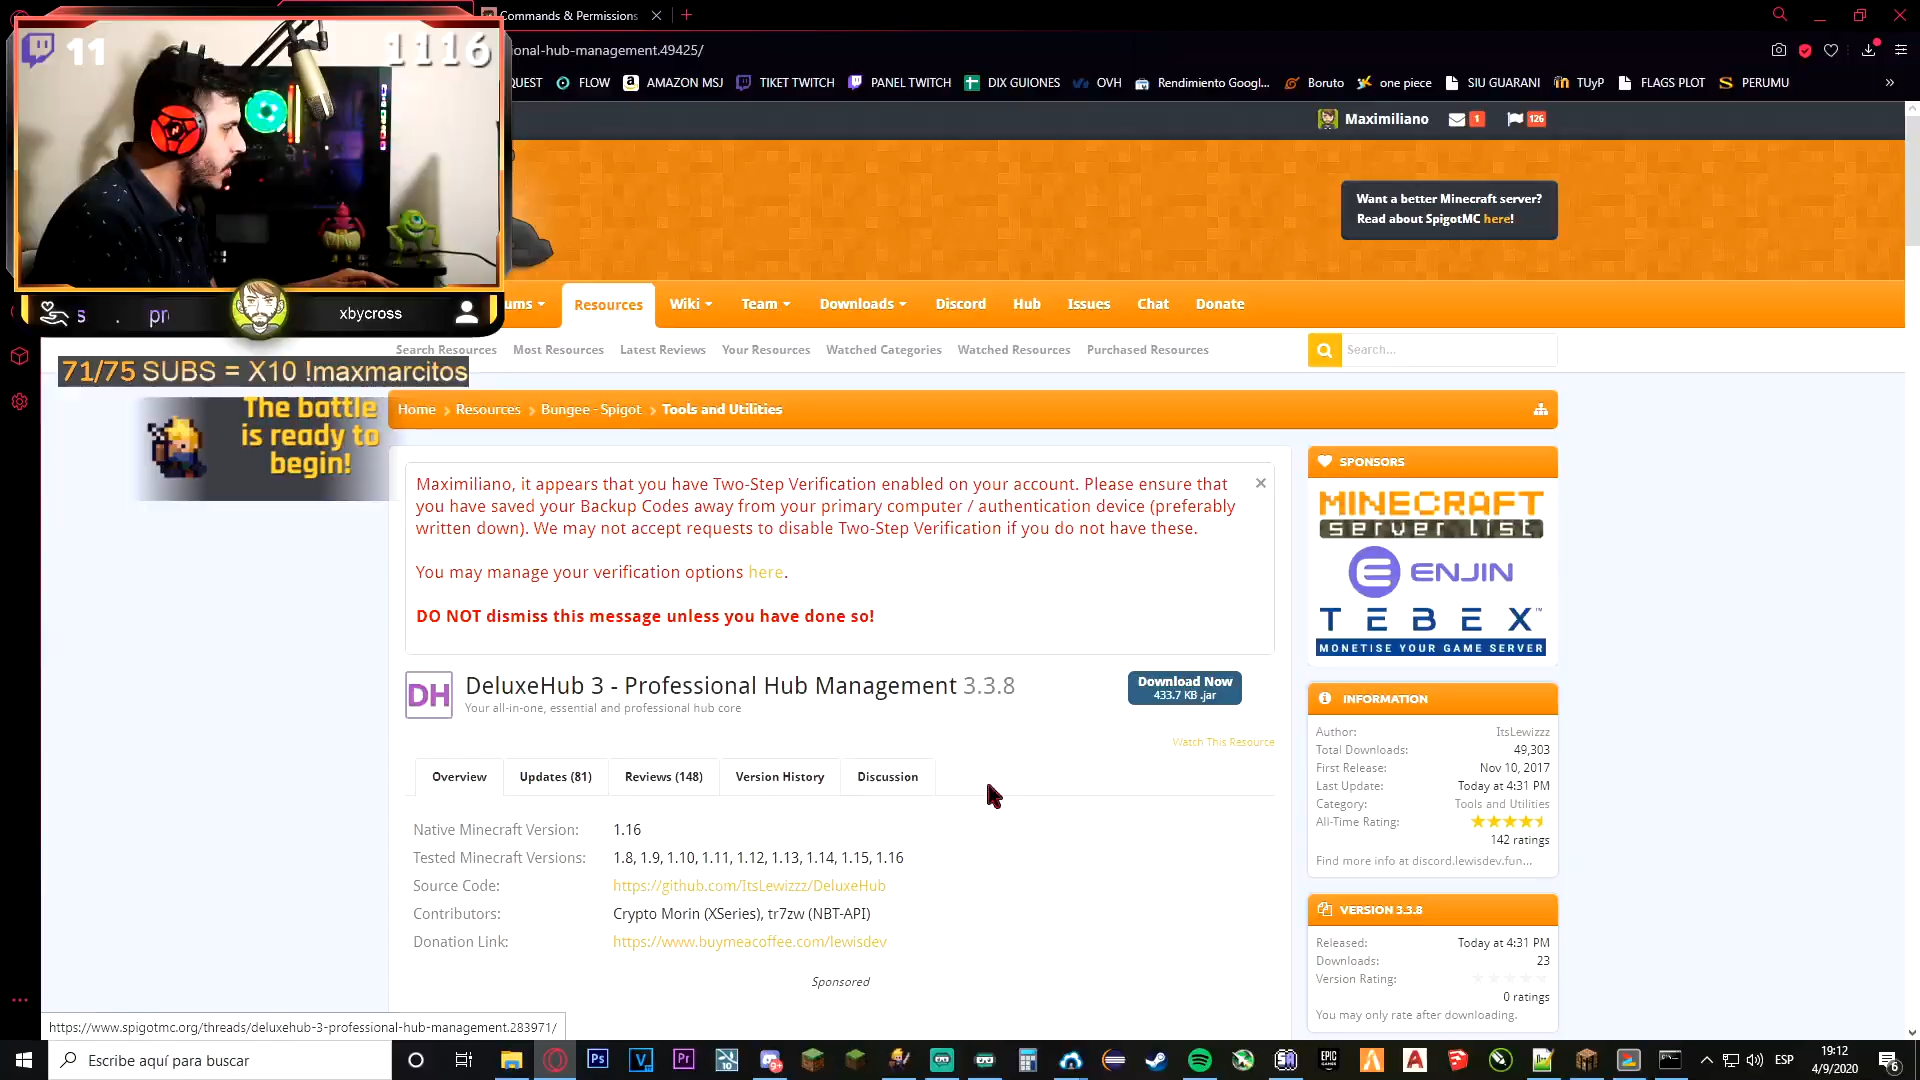 Commands & Permissions
ional-hub-management.49425/
QUEST
FLOW
AMAZON MSJ
TIKET TWITCH
PANEL TWITCH
DIX GUIONES
OVH
Rendimiento Googl...
Boruto
one piece
SIU GUARANI
TUyP
FLAGS PLOT
PERUMU
»
11
1116
xbycross
71/75 SUBS = X10 !maxmarcitos
The battle
is ready to
begin!
Maximiliano
1
126
Want a better Minecraft server?
Read about SpigotMC here!
ums
Resources
Wiki
Team
Downloads
Discord
Hub
Issues
Chat
Donate
Search Resources
Most Resources
Latest Reviews
Your Resources
Watched Categories
Watched Resources
Purchased Resources
Search...
Home
Resources
Bungee - Spigot
Tools and Utilities
Maximiliano, it appears that you have Two-Step Verification enabled on your account. Please ensure that
you have saved your Backup Codes away from your primary computer / authentication device (preferably
written down). We may not accept requests to disable Two-Step Verification if you do not have these.
You may manage your verification options here.
DO NOT dismiss this message unless you have done so!
DH
DeluxeHub 3 - Professional Hub Management 3.3.8
Your all-in-one, essential and professional hub core
Download Now
433.7 KB .jar
Watch This Resource
Overview
Updates (81)
Reviews (148)
Version History
Discussion
Native Minecraft Version: 1.16
Tested Minecraft Versions: 1.8, 1.9, 1.10, 1.11, 1.12, 1.13, 1.14, 1.15, 1.16
Source Code: https://github.com/ItsLewizzz/DeluxeHub
Contributors: Crypto Morin (XSeries), tr7zw (NBT-API)
Donation Link: https://www.buymeacoffee.com/lewisdev
Sponsored
SPONSORS
MINECRAFT
server list
ENJIN
TEBEX™
MONETISE YOUR GAME SERVER
INFORMATION
Author: ItsLewizzz
Total Downloads: 49,303
First Release: Nov 10, 2017
Last Update: Today at 4:31 PM
Category: Tools and Utilities
All-Time Rating:
142 ratings
Find more info at discord.lewisdev.fun...
VERSION 3.3.8
Released: Today at 4:31 PM
Downloads: 23
Version Rating:
0 ratings
You may only rate after downloading.
https://www.spigotmc.org/threads/deluxehub-3-professional-hub-management.283971/
Escribe aquí para buscar
Ps
V
Pr
10
EPIC
GAMES
A
ESP
19:12
4/9/2020
6